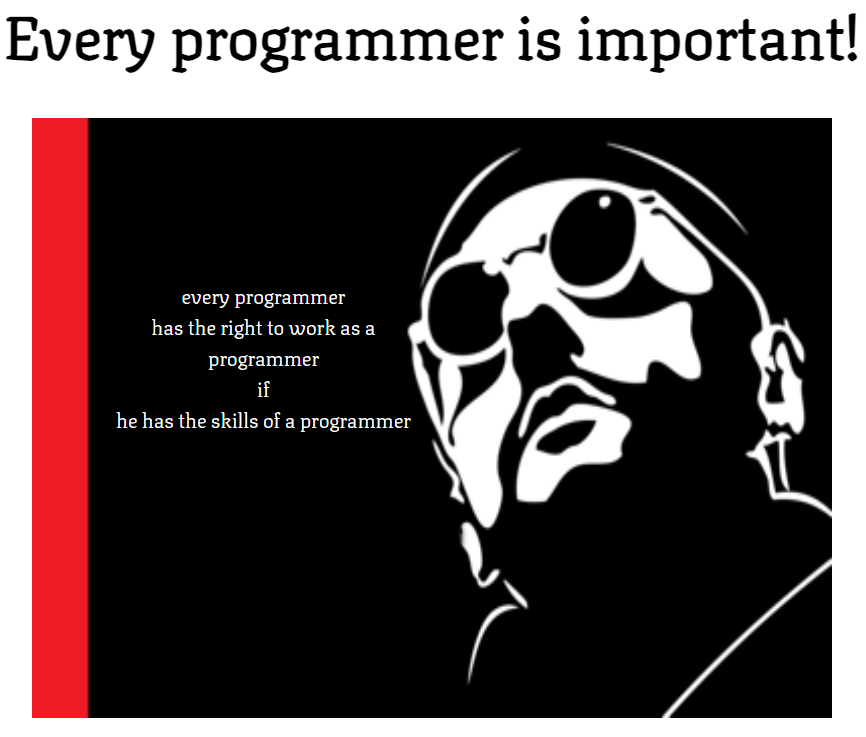 Every programmer is important!
every programmer
has the right to work as a
programmer
if
he has the skills of a programmer